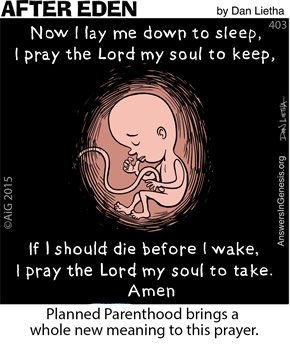 AFTER EDEN
by Dan Lietha
403
Now I lay me down to sleep,
I pray the Lord my soul to keep,
DAN LIETHA
AnswersInGenesis.org
©AiG 2015
If I should die before I wake,
I pray the Lord my soul to take.
Amen
Planned Parenthood brings a
whole new meaning to this prayer.